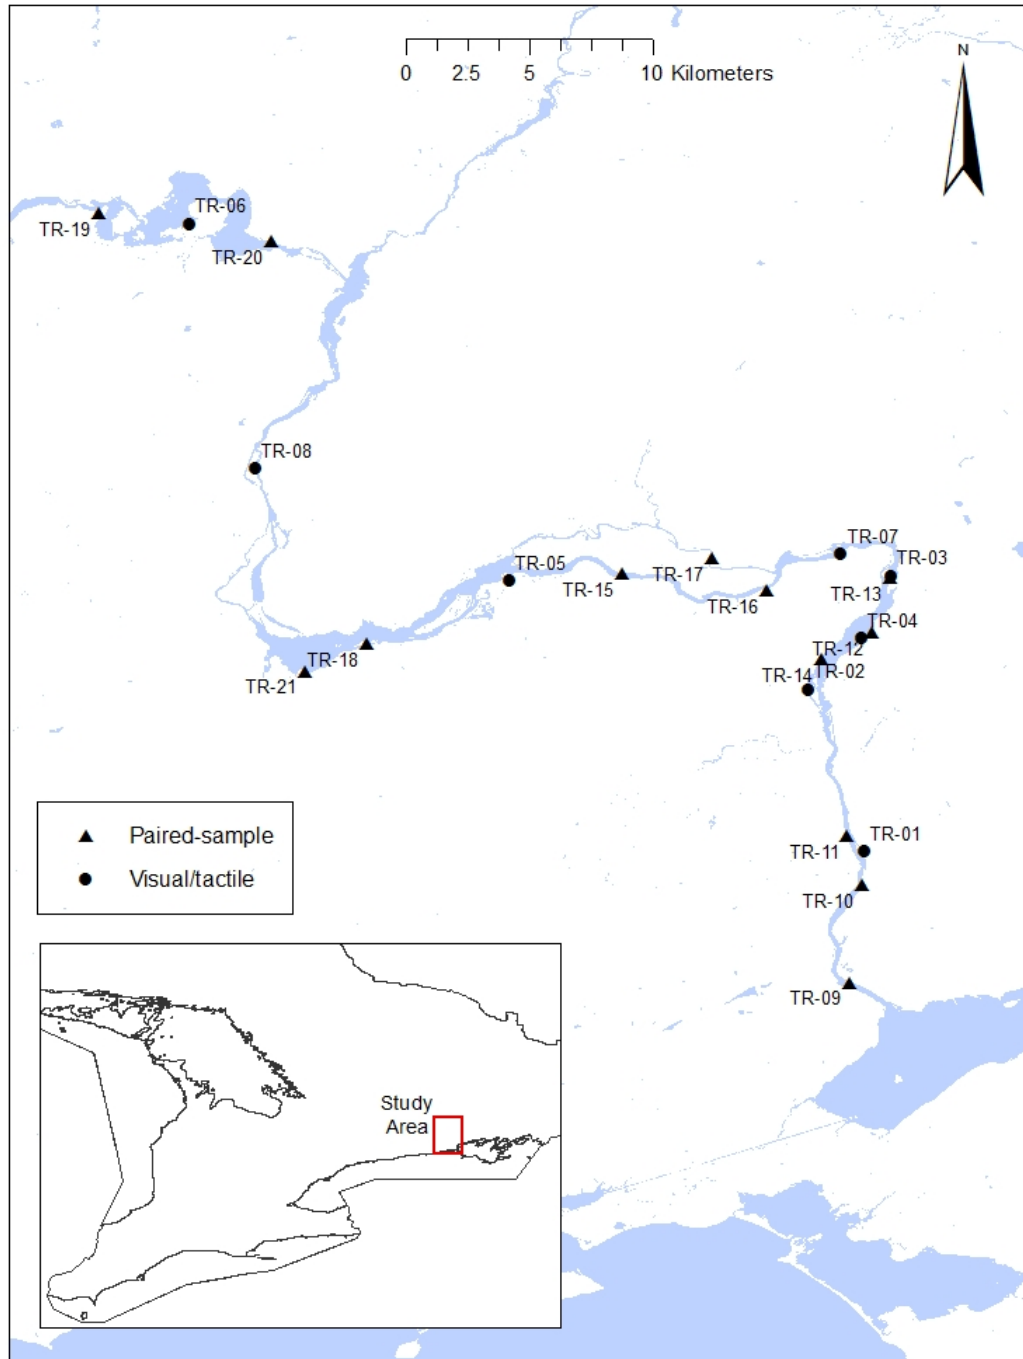 0 2.5 5 10 Kilometers
N
TR-06
TR-19
TR-20
TR-08
TR-07
TR-05
TR-03
TR-17
TR-15
TR-13
TR-16
TR-04
TR-12
TR-18
TR-02
TR-14
TR-21
Paired-sample
TR-01
TR-11
Visual/tactile
TR-10
TR-09
Study
Area